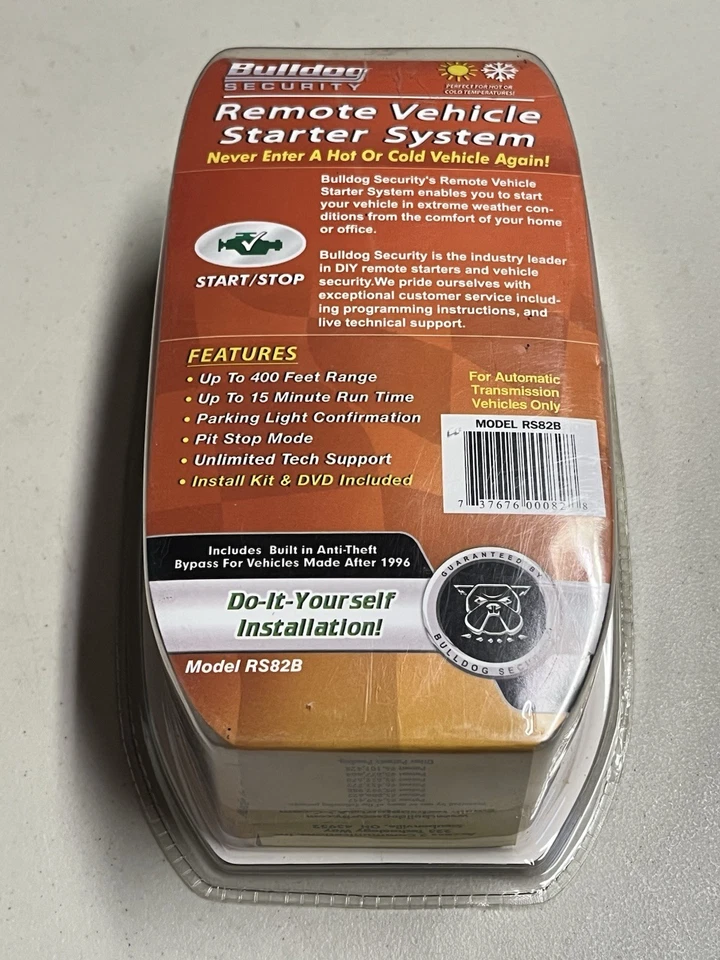 Bulldog
SECURITY
PERFECT FOR HOT OR
COLD TEMPERATURES!
Remote Vehicle
Starter System
Never Enter A Hot Or Cold Vehicle Again!
Bulldog Security's Remote Vehicle
Starter System enables you to start
your vehicle in extreme weather con-
ditions from the comfort of your home
or office.
START/STOP
Bulldog Security is the industry leader
in DIY remote starters and vehicle
security.We pride ourselves with
exceptional customer service includ-
ing programming instructions, and
live technical support.
FEATURES
• Up To 400 Feet Range
• Up To 15 Minute Run Time
• Parking Light Confirmation
• Pit Stop Mode
• Unlimited Tech Support
• Install Kit & DVD Included
For Automatic
Transmission
Vehicles Only
MODEL RS82B
7 37676 00082 8
Includes Built in Anti-Theft
Bypass For Vehicles Made After 1996
Do-It-Yourself
Installation!
GUARANTEED BY
BULLDOG
Model RS82B